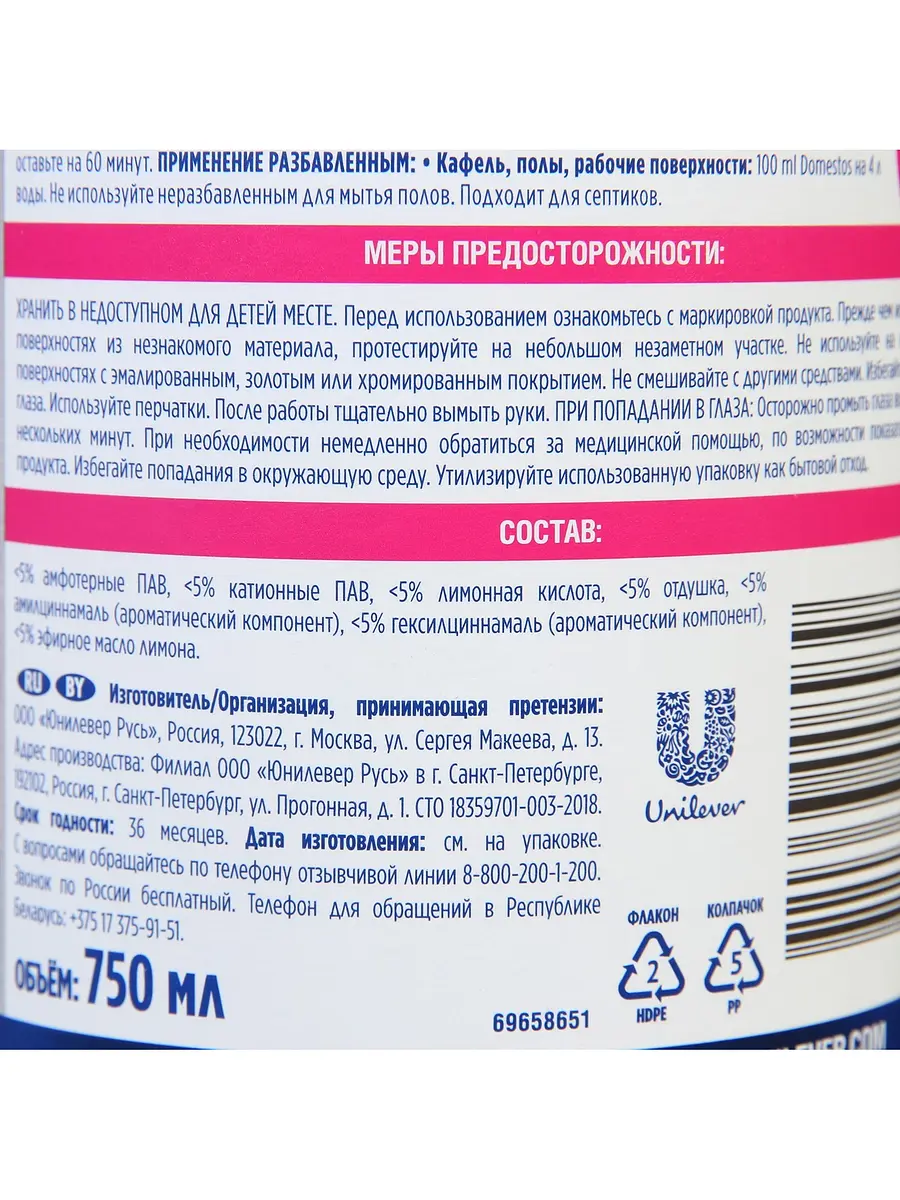 оставьте на 60 минут. ПРИМЕНЕНИЕ РАЗБАВЛЕННЫМ: • Кафель, полы, рабочие поверхности: 100 ml Domestos на 4 л
воды. Не используйте неразбавленным для мытья полов. Подходит для септиков.
МЕРЫ ПРЕДОСТОРОЖНОСТИ:
ХРАНИТЬ В НЕДОСТУПНОМ ДЛЯ ДЕТЕЙ МЕСТЕ. Перед использованием ознакомьтесь с маркировкой продукта. Прежде чем
поверхностях из незнакомого материала, протестируйте на небольшом незаметном участке. Не используйте на
поверхностях с эмалированным, золотым или хромированным покрытием. Не смешивайте с другими средствами.
глаза. Используйте перчатки. После работы тщательно вымыть руки. ПРИ ПОПАДАНИИ В ГЛАЗА: Осторожно промыть глаза
нескольких минут. При необходимости немедленно обратиться за медицинской помощью, по возможности
продукта. Избегайте попадания в окружающую среду. Утилизируйте использованную упаковку как бытовой отход.
СОСТАВ:
<5% амфотерные ПАВ, <5% катионные ПАВ, <5% лимонная кислота, <5% отдушка, <5%
амилциннамаль (ароматический компонент), <5% гексилциннамаль (ароматический компонент),
<5% эфирное масло лимона.
RU BY Изготовитель/Организация, принимающая претензии:
ООО «Юнилевер Русь», Россия, 123022, г. Москва, ул. Сергея Макеева, д. 13.
Адрес производства: Филиал ООО «Юнилевер Русь» в г. Санкт-Петербурге,
192102, Россия, г. Санкт-Петербург, ул. Прогонная, д. 1. СТО 18359701-003-2018.
Срок годности: 36 месяцев. Дата изготовления: см. на упаковке.
С вопросами обращайтесь по телефону отзывчивой линии 8-800-200-1-200.
Звонок по России бесплатный. Телефон для обращений в Республике
Беларусь: +375 17 375-91-51.
ОБЪЁМ: 750 МЛ
69658651
Unilever
ФЛАКОН
2
HDPE
КОЛПАЧОК
5
PP